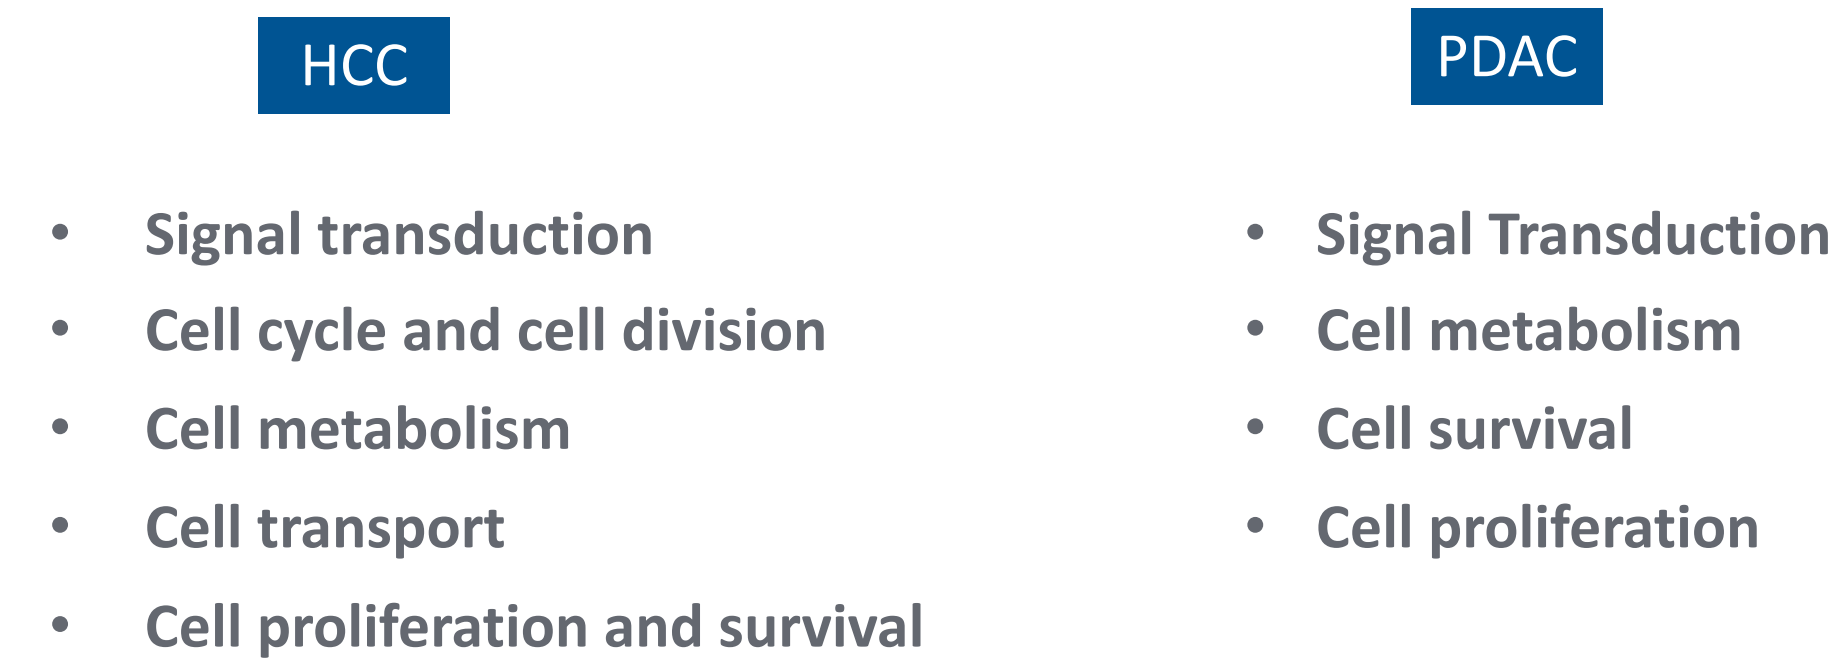 HCC
• Signal transduction
• Cell cycle and cell division
• Cell metabolism
• Cell transport
• Cell proliferation and survival
PDAC
• Signal Transduction
• Cell metabolism
• Cell survival
• Cell proliferation